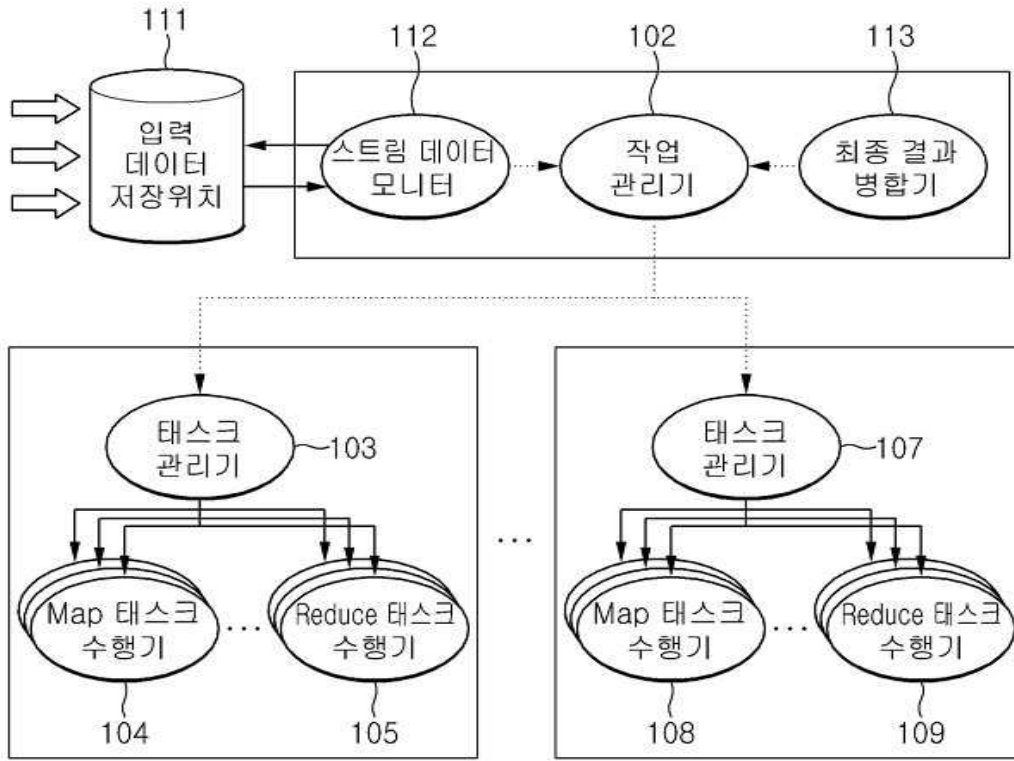 111
112
102
113
입력
데이터
저장위치
스트림 데이터
모니터
작업
관리기
최종 결과
병합기
태스크
관리기
103
태스크
관리기
107
...
Map 태스크
수행기
...
Reduce 태스크
수행기
Map 태스크
수행기
...
Reduce 태스크
수행기
104
105
108
109